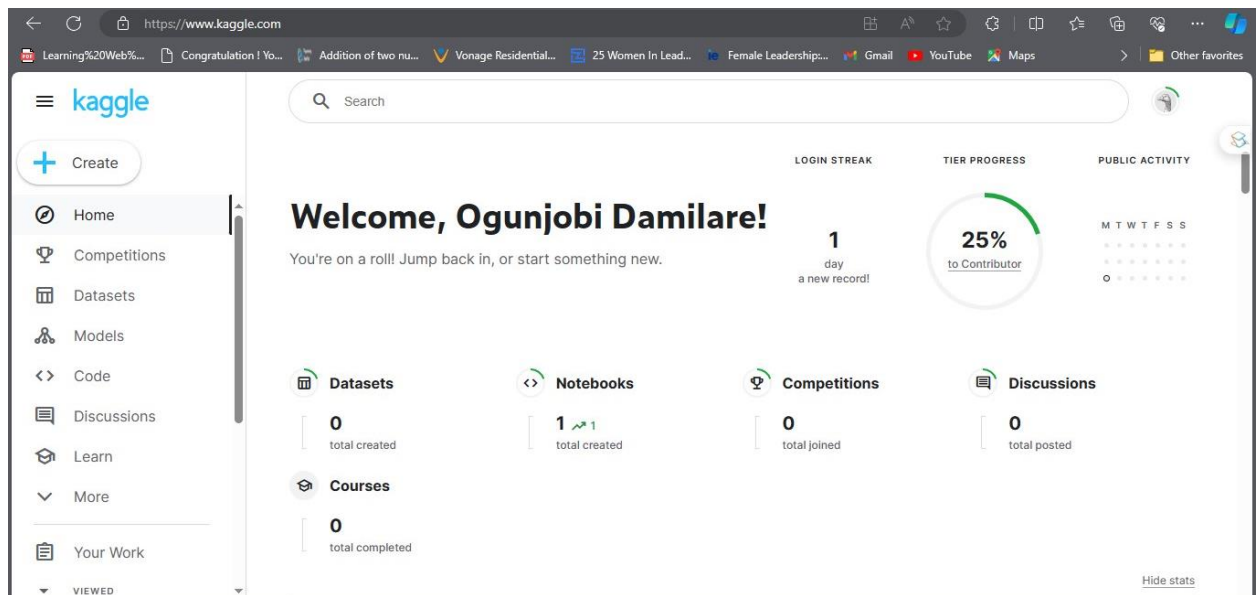 https://www.kaggle.com
Learning%20Web%... Congratulation ! Yo... Addition of two nu... Vonage Residential... 25 Women In Lead... Female Leadership:... Gmail YouTube Maps Other favorites
kaggle
Search
Create
LOGIN STREAK TIER PROGRESS PUBLIC ACTIVITY
Home
Welcome, Ogunjobi Damilare!
You're on a roll! Jump back in, or start something new.
1
day
a new record!
25%
to Contributor
M T W T F S S
Competitions
Datasets
Models
Code
Discussions
Learn
More
Your Work
VIEWED
Datasets
0
total created
Notebooks
1 1
total created
Competitions
0
total joined
Discussions
0
total posted
Courses
0
total completed
Hide stats